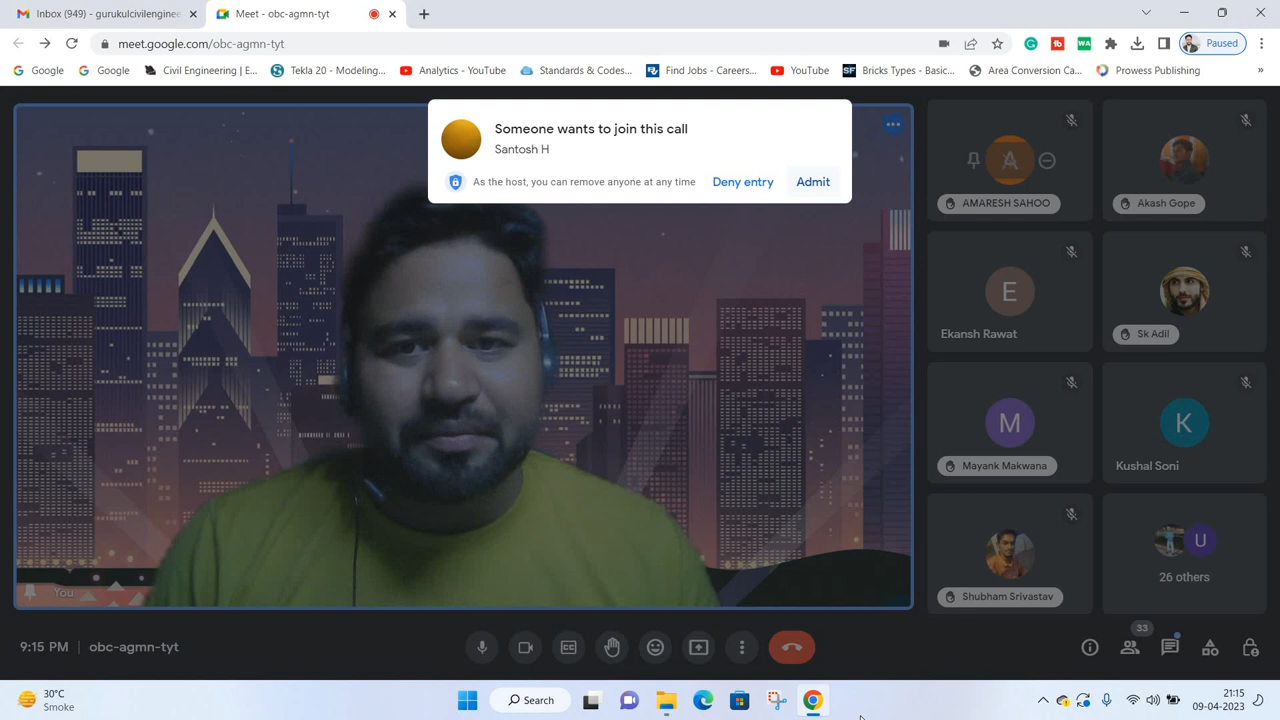 Inbox (949) - gurukulcivilenginee
Meet - obc-agmn-tyt
meet.google.com/obc-agmn-tyt
Paused
Google
Google
Civil Engineering | E...
Tekla 20 - Modeling...
Analytics - YouTube
Standards & Codes...
Find Jobs - Careers...
YouTube
Bricks Types - Basic...
Area Conversion Ca...
Prowess Publishing
»
Someone wants to join this call
Santosh H
As the host, you can remove anyone at any time
Deny entry
Admit
A
AMARESH SAHOO
Akash Gope
E
Ekansh Rawat
Sk Adil
M
Mayank Makwana
K
Kushal Soni
Shubham Srivastav
U
26 others
You
9:15 PM
obc-agmn-tyt
33
30°C
Smoke
Search
21:15
09-04-2023